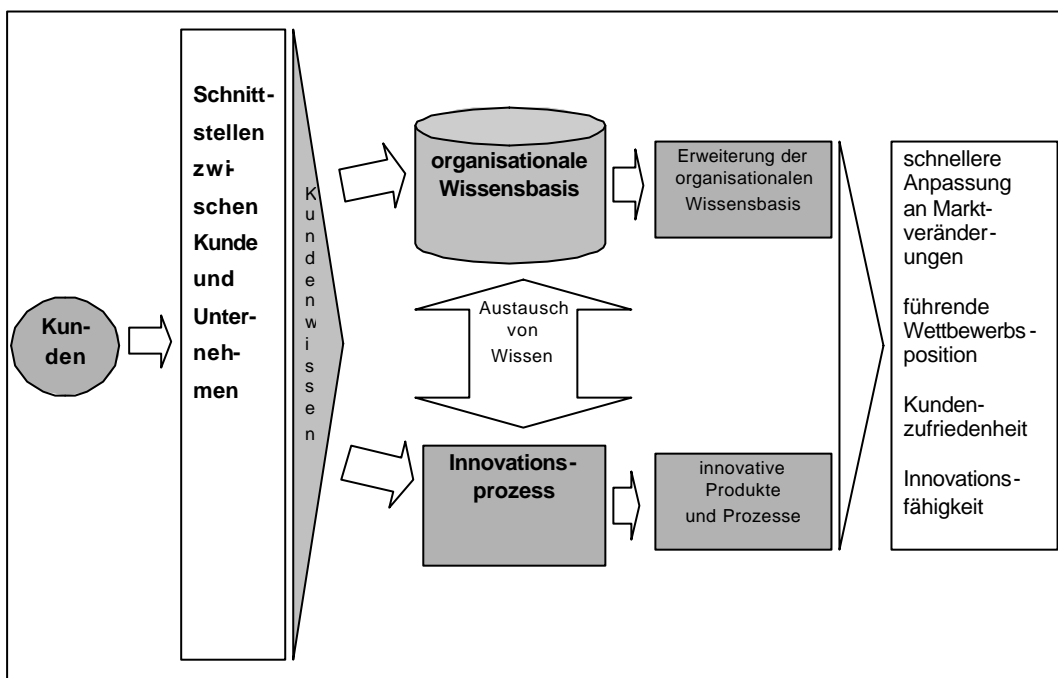 Kun-
den
Schnitt-
stellen
zwi-
schen
Kunde
und
Unter-
neh-
men
Kundenwissen
organisationale
Wissensbasis
Erweiterung der
organisationalen
Wissensbasis
Austausch
von
Wissen
Innovations-
prozess
innovative
Produkte
und Prozesse
schnellere
Anpassung
an Markt-
veränder-
ungen
führende
Wettbewerbs-
position
Kunden-
zufriedenheit
Innovations-
fähigkeit